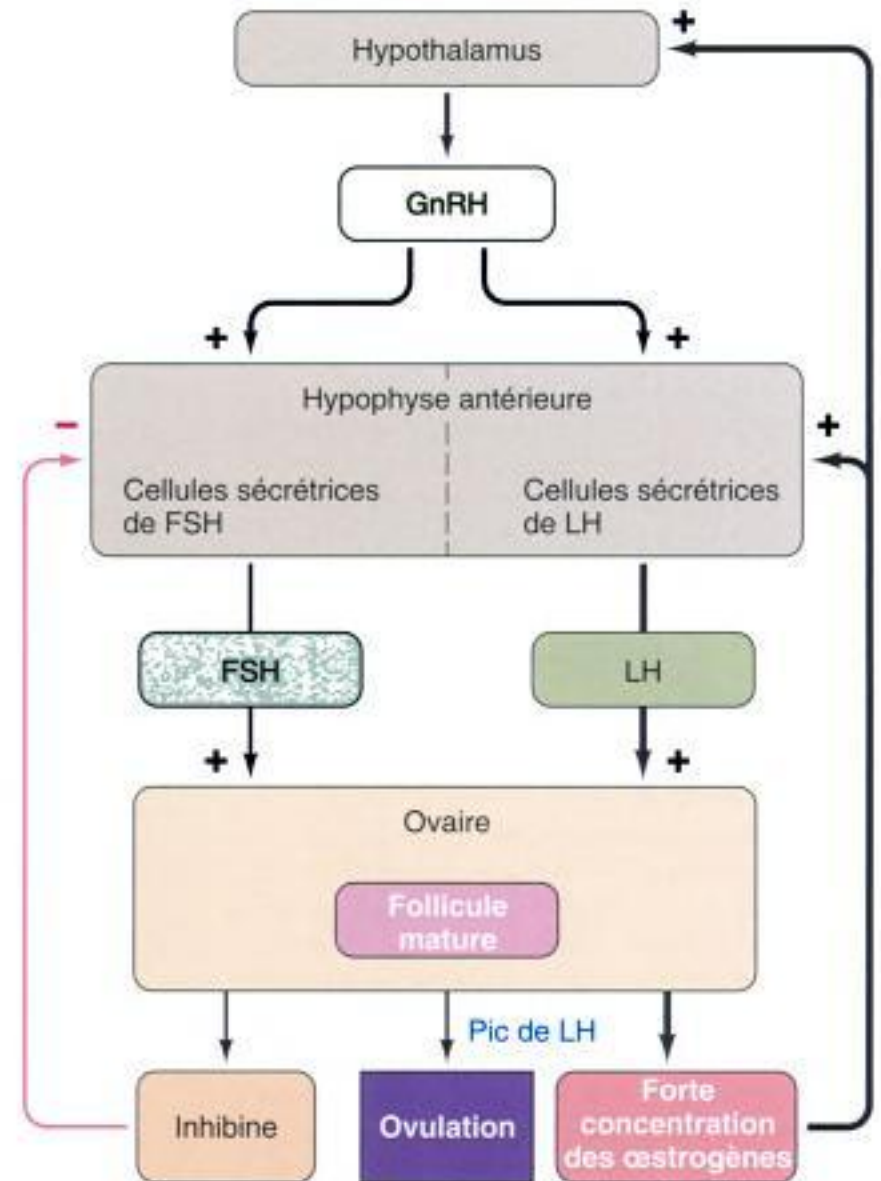 +
Hypothalamus
GnRH
+ +
Hypophyse antérieure
− +
Cellules sécrétrices
de FSH
Cellules sécrétrices
de LH
FSH
LH
+ +
Ovaire
Follicule
mature
Pic de LH
Inhibine
Ovulation
Forte
concentration
des œstrogènes